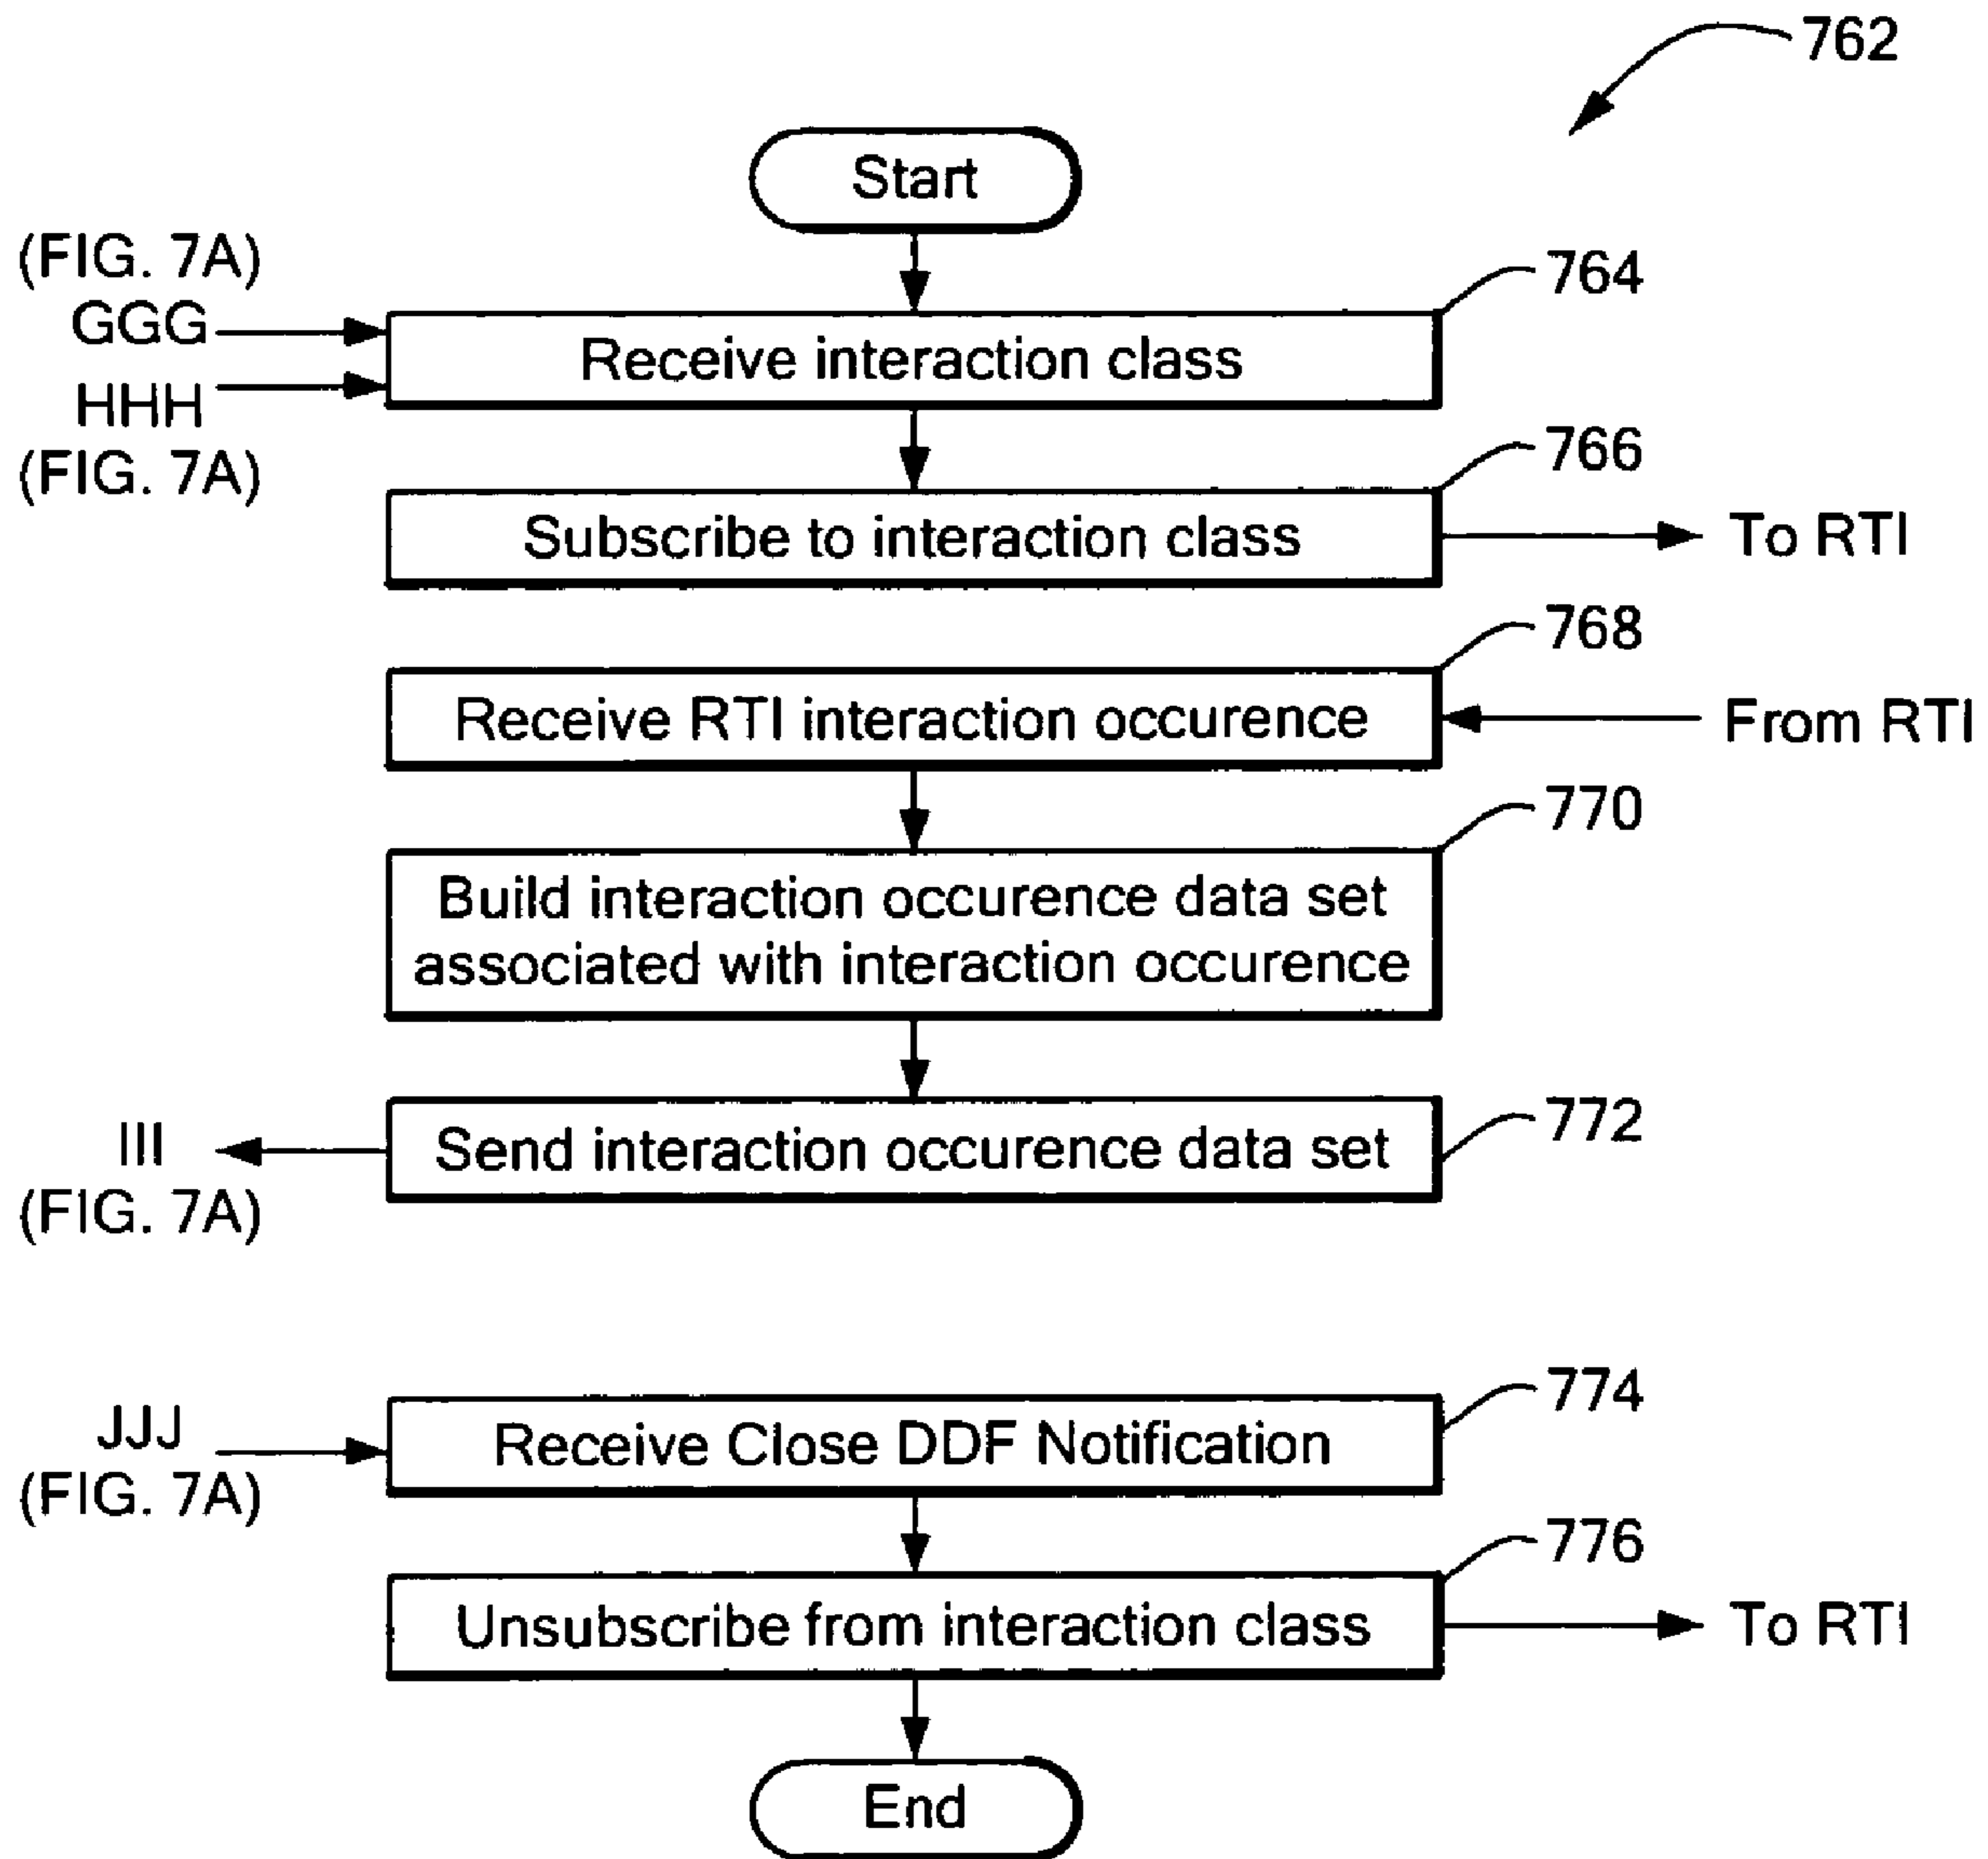 762
Start
(FIG. 7A)
GGG
HHH
(FIG. 7A)
764
Receive interaction class
766
Subscribe to interaction class
To RTI
768
Receive RTI interaction occurence
From RTI
770
Build interaction occurence data set
associated with interaction occurence
772
III
(FIG. 7A)
Send interaction occurence data set
774
JJJ
(FIG. 7A)
Receive Close DDF Notification
776
Unsubscribe from interaction class
To RTI
End